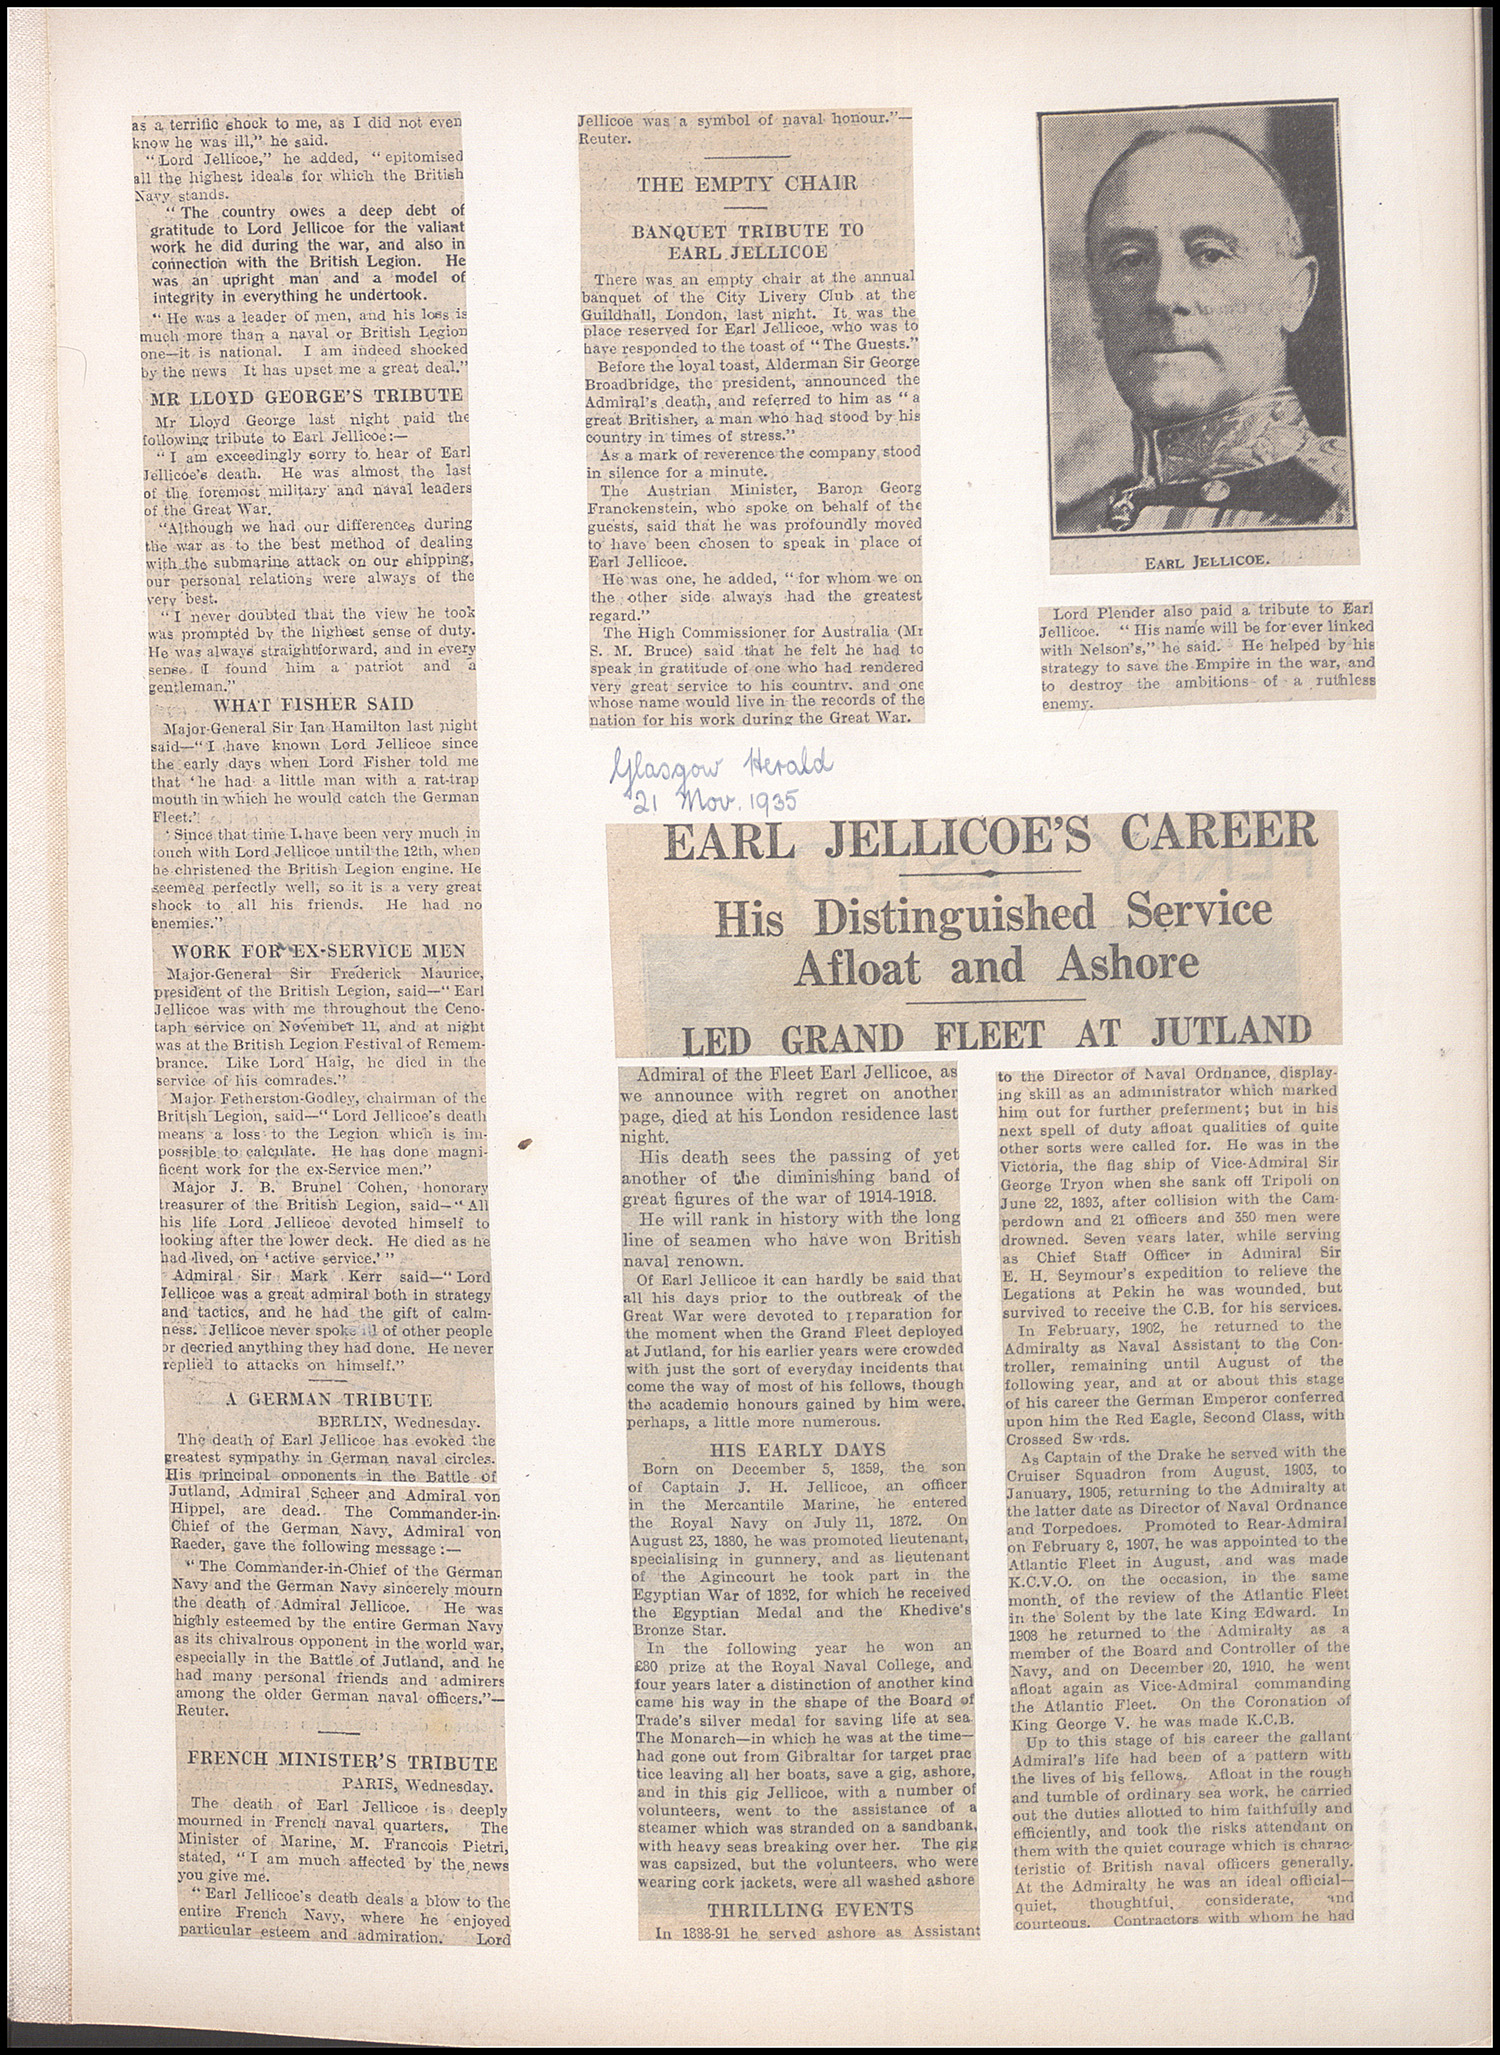 as a terrific shock to me, as I did not even
know he was ill," he said.
"Lord Jellicoe," he added, "epitomised
all the highest ideals for which the British
Navy stands.
"The country owes a deep debt of
gratitude to Lord Jellicoe for the valiant
work he did during the war, and also in
connection with the British Legion. He
was an upright man and a model of
integrity in everything he undertook.
"He was a leader of men, and his loss is
much more than a naval or British Legion
one—it is national. I am indeed shocked
by the news It has upset me a great deal."
MR LLOYD GEORGE'S TRIBUTE
Mr Lloyd George last night paid the
following tribute to Earl Jellicoe:—
"I am exceedingly sorry to hear of Earl
Jellicoe's death. He was almost the last
of the foremost military and naval leaders
of the Great War.
"Although we had our differences during
the war as to the best method of dealing
with the submarine attack on our shipping,
our personal relations were always of the
very best.
"I never doubted that the view he took
was prompted by the highest sense of duty.
He was always straightforward, and in every
sense I found him a patriot and a
gentleman."
WHAT FISHER SAID
Major-General Sir Ian Hamilton last night
said—"I have known Lord Jellicoe since
the early days when Lord Fisher told me
that 'he had a little man with a rat-trap
mouth in which he would catch the German
Fleet.'
'Since that time I have been very much in
touch with Lord Jellicoe until the 12th, when
he christened the British Legion engine. He
seemed perfectly well, so it is a very great
shock to all his friends. He had no
enemies."
WORK FOR EX-SERVICE MEN
Major-General Sir Frederick Maurice,
president of the British Legion, said—"Earl
Jellicoe was with me throughout the Ceno-
taph service on November 11, and at night
was at the British Legion Festival of Remem-
brance. Like Lord Haig, he died in the
service of his comrades."
Major Fetherston-Godley, chairman of the
British Legion, said—"Lord Jellicoe's death
means a loss to the Legion which is im-
possible to calculate. He has done magni-
ficent work for the ex-Service men."
Major J. B. Brunel Cohen, honorary
treasurer of the British Legion, said—"All
his life Lord Jellicoe devoted himself to
looking after the lower deck. He died as he
had lived, on 'active service.'"
Admiral Sir Mark Kerr said—"Lord
Jellicoe was a great admiral both in strategy
and tactics, and he had the gift of calm-
ness. Jellicoe never spoke ill of other people
or decried anything they had done. He never
replied to attacks on himself."
A GERMAN TRIBUTE
BERLIN, Wednesday.
The death of Earl Jellicoe has evoked the
greatest sympathy in German naval circles.
His principal opponents in the Battle of
Jutland, Admiral Scheer and Admiral von
Hippel, are dead. The Commander-in-
Chief of the German Navy, Admiral von
Raeder, gave the following message:—
"The Commander-in-Chief of the German
Navy and the German Navy sincerely mourn
the death of Admiral Jellicoe. He was
highly esteemed by the entire German Navy
as its chivalrous opponent in the world war,
especially in the Battle of Jutland, and he
had many personal friends and admirers
among the older German naval officers."—
Reuter.
FRENCH MINISTER'S TRIBUTE
PARIS, Wednesday.
The death of Earl Jellicoe is deeply
mourned in French naval quarters. The
Minister of Marine, M. Francois Pietri,
stated, "I am much affected by the news
you give me.
"Earl Jellicoe's death deals a blow to the
entire French Navy, where he enjoyed
particular esteem and admiration. Lord
Jellicoe was a symbol of naval honour."—
Reuter.
THE EMPTY CHAIR
BANQUET TRIBUTE TO
EARL JELLICOE
There was an empty chair at the annual
banquet of the City Livery Club at the
Guildhall, London, last night. It was the
place reserved for Earl Jellicoe, who was to
have responded to the toast of "The Guests."
Before the loyal toast, Alderman Sir George
Broadbridge, the president, announced the
Admiral's death, and referred to him as "a
great Britisher, a man who had stood by his
country in times of stress."
As a mark of reverence the company stood
in silence for a minute.
The Austrian Minister, Baron Georg
Franckenstein, who spoke on behalf of the
guests, said that he was profoundly moved
to have been chosen to speak in place of
Earl Jellicoe.
He was one, he added, "for whom we on
the other side always had the greatest
regard."
The High Commissioner for Australia (Mr
S. M. Bruce) said that he felt he had to
speak in gratitude of one who had rendered
very great service to his country, and one
whose name would live in the records of the
nation for his work during the Great War.
EARL JELLICOE.
Lord Plender also paid a tribute to Earl
Jellicoe. "His name will be for ever linked
with Nelson's," he said. He helped by his
strategy to save the Empire in the war, and
to destroy the ambitions of a ruthless
enemy.
Glasgow Herald
21 Nov. 1935
EARL JELLICOE'S CAREER
His Distinguished Service
Afloat and Ashore
LED GRAND FLEET AT JUTLAND
Admiral of the Fleet Earl Jellicoe, as
we announce with regret on another
page, died at his London residence last
night.
His death sees the passing of yet
another of the diminishing band of
great figures of the war of 1914-1918.
He will rank in history with the long
line of seamen who have won British
naval renown.
Of Earl Jellicoe it can hardly be said that
all his days prior to the outbreak of the
Great War were devoted to preparation for
the moment when the Grand Fleet deployed
at Jutland, for his earlier years were crowded
with just the sort of everyday incidents that
come the way of most of his fellows, though
the academic honours gained by him were,
perhaps, a little more numerous.
HIS EARLY DAYS
Born on December 5, 1859, the son
of Captain J. H. Jellicoe, an officer
in the Mercantile Marine, he entered
the Royal Navy on July 11, 1872. On
August 23, 1880, he was promoted lieutenant,
specialising in gunnery, and as lieutenant
of the Agincourt he took part in the
Egyptian War of 1882, for which he received
the Egyptian Medal and the Khedive's
Bronze Star.
In the following year he won an
£80 prize at the Royal Naval College, and
four years later a distinction of another kind
came his way in the shape of the Board of
Trade's silver medal for saving life at sea
The Monarch—in which he was at the time—
had gone out from Gibraltar for target prac
tice leaving all her boats, save a gig, ashore,
and in this gig Jellicoe, with a number of
volunteers, went to the assistance of a
steamer which was stranded on a sandbank,
with heavy seas breaking over her. The gig
was capsized, but the volunteers, who were
wearing cork jackets, were all washed ashore
THRILLING EVENTS
In 1888-91 he served ashore as Assistant
to the Director of Naval Ordnance, display-
ing skill as an administrator which marked
him out for further preferment; but in his
next spell of duty afloat qualities of quite
other sorts were called for. He was in the
Victoria, the flag ship of Vice-Admiral Sir
George Tryon when she sank off Tripoli on
June 22, 1893, after collision with the Cam-
perdown and 21 officers and 350 men were
drowned. Seven years later, while serving
as Chief Staff Officer in Admiral Sir
E. H. Seymour's expedition to relieve the
Legations at Pekin he was wounded, but
survived to receive the C.B. for his services.
In February, 1902, he returned to the
Admiralty as Naval Assistant to the Con-
troller, remaining until August of the
following year, and at or about this stage
of his career the German Emperor conferred
upon him the Red Eagle, Second Class, with
Crossed Swords.
As Captain of the Drake he served with the
Cruiser Squadron from August, 1903, to
January, 1905, returning to the Admiralty at
the latter date as Director of Naval Ordnance
and Torpedoes. Promoted to Rear-Admiral
on February 8, 1907, he was appointed to the
Atlantic Fleet in August, and was made
K.C.V.O. on the occasion, in the same
month, of the review of the Atlantic Fleet
in the Solent by the late King Edward. In
1908 he returned to the Admiralty as a
member of the Board and Controller of the
Navy, and on December 20, 1910, he went
afloat again as Vice-Admiral commanding
the Atlantic Fleet. On the Coronation of
King George V. he was made K.C.B.
Up to this stage of his career the gallant
Admiral's life had been of a pattern with
the lives of his fellows. Afloat in the rough
and tumble of ordinary sea work, he carried
out the duties allotted to him faithfully and
efficiently, and took the risks attendant on
them with the quiet courage which is charac-
teristic of British naval officers generally.
At the Admiralty he was an ideal official—
quiet, thoughtful, considerate, and
courteous. Contractors with whom he had